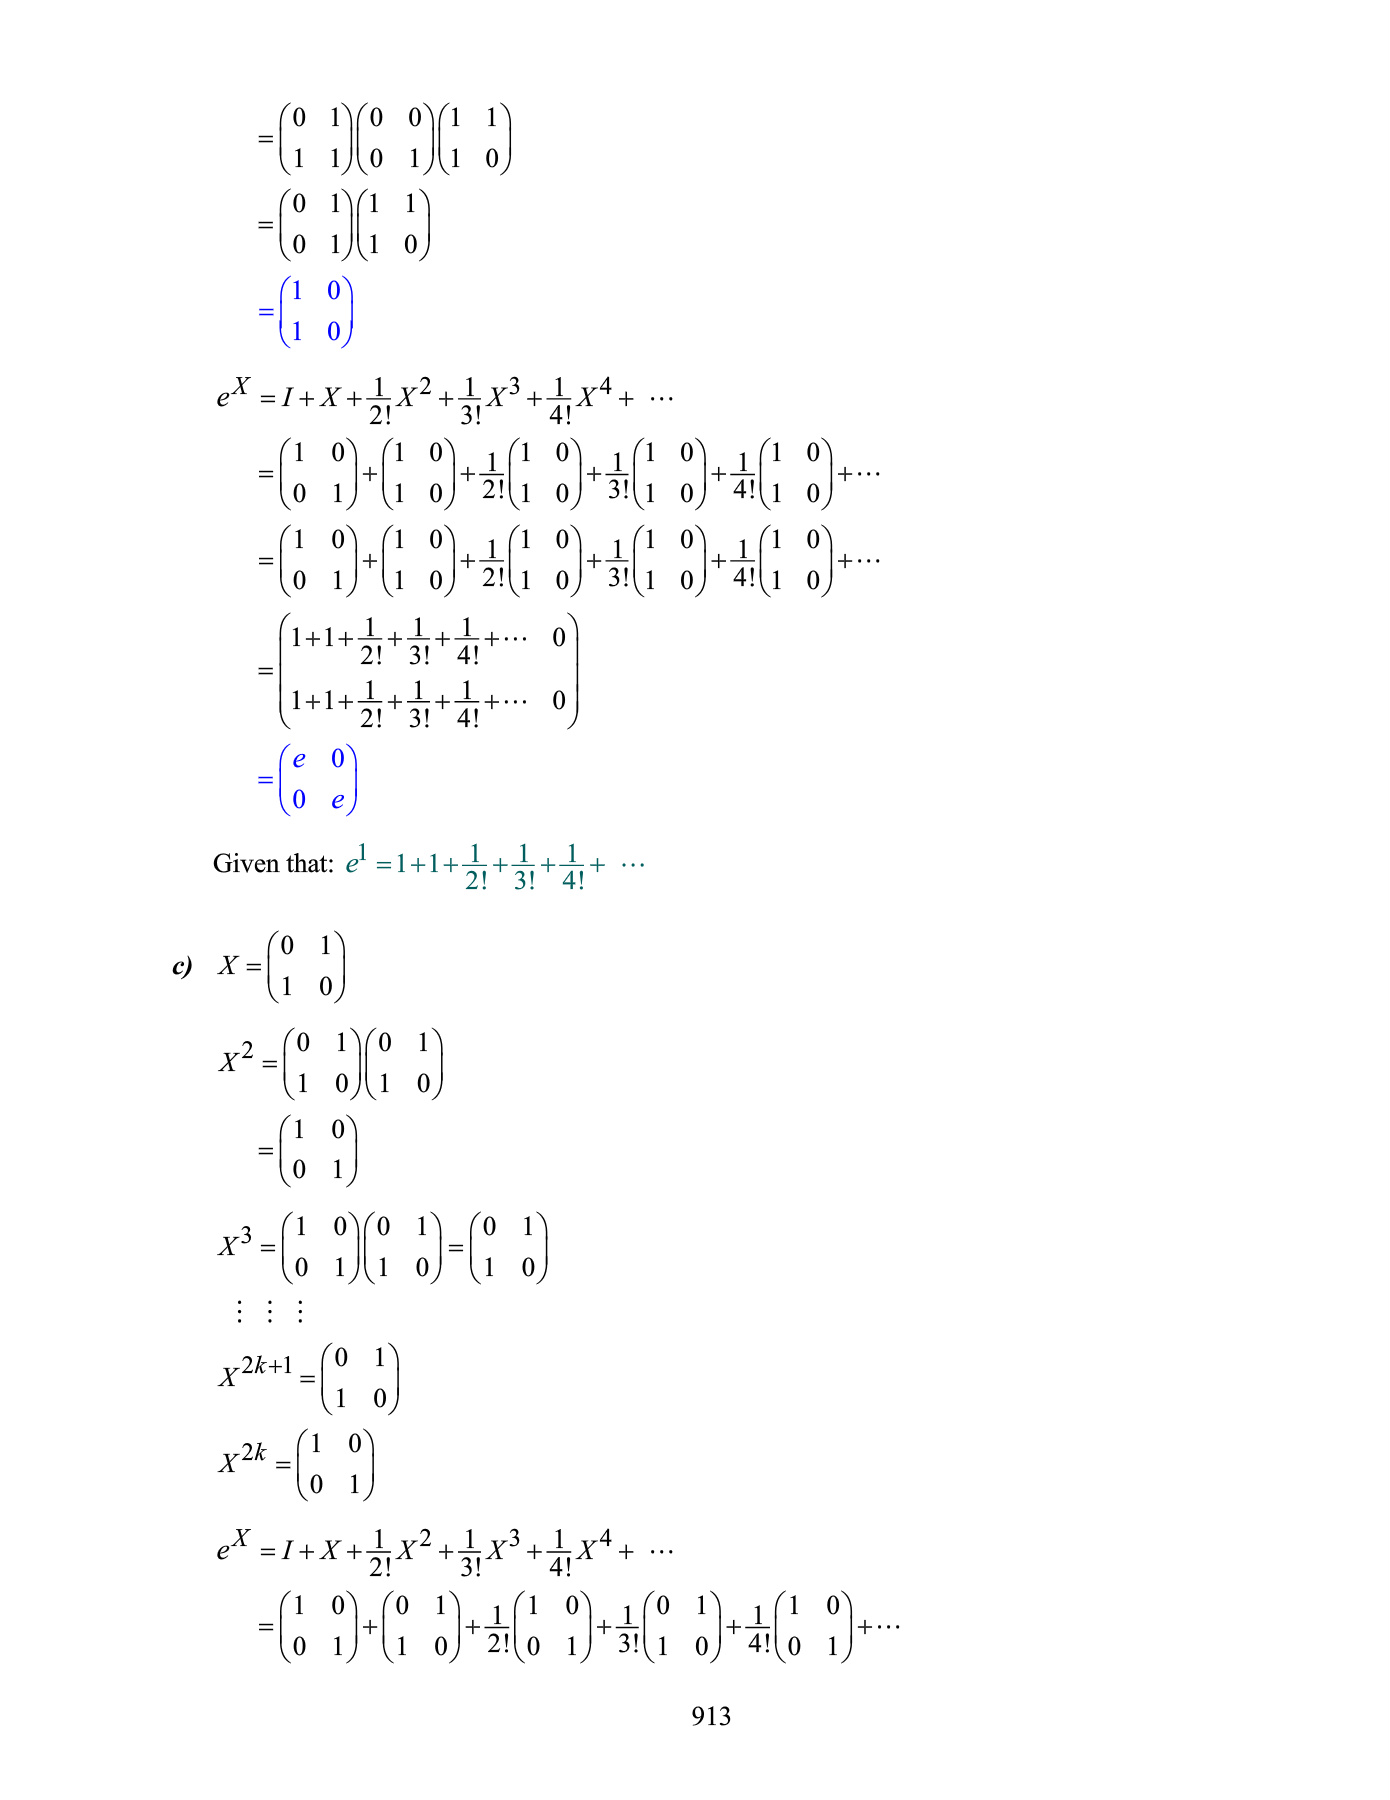 = \begin{pmatrix} 0 & 1 \\ 1 & 1 \end{pmatrix} \begin{pmatrix} 0 & 0 \\ 0 & 1 \end{pmatrix} \begin{pmatrix} 1 & 1 \\ 1 & 0 \end{pmatrix}
= \begin{pmatrix} 0 & 1 \\ 0 & 1 \end{pmatrix} \begin{pmatrix} 1 & 1 \\ 1 & 0 \end{pmatrix}
= \begin{pmatrix} 1 & 0 \\ 1 & 0 \end{pmatrix}
e^X = I + X + \frac{1}{2!} X^2 + \frac{1}{3!} X^3 + \frac{1}{4!} X^4 + \cdots
= \begin{pmatrix} 1 & 0 \\ 0 & 1 \end{pmatrix} + \begin{pmatrix} 1 & 0 \\ 1 & 0 \end{pmatrix} + \frac{1}{2!} \begin{pmatrix} 1 & 0 \\ 1 & 0 \end{pmatrix} + \frac{1}{3!} \begin{pmatrix} 1 & 0 \\ 1 & 0 \end{pmatrix} + \frac{1}{4!} \begin{pmatrix} 1 & 0 \\ 1 & 0 \end{pmatrix} + \cdots
= \begin{pmatrix} 1 & 0 \\ 0 & 1 \end{pmatrix} + \begin{pmatrix} 1 & 0 \\ 1 & 0 \end{pmatrix} + \frac{1}{2!} \begin{pmatrix} 1 & 0 \\ 1 & 0 \end{pmatrix} + \frac{1}{3!} \begin{pmatrix} 1 & 0 \\ 1 & 0 \end{pmatrix} + \frac{1}{4!} \begin{pmatrix} 1 & 0 \\ 1 & 0 \end{pmatrix} + \cdots
= \begin{pmatrix} 1+1+\frac{1}{2!}+\frac{1}{3!}+\frac{1}{4!}+\cdots & 0 \\ 1+1+\frac{1}{2!}+\frac{1}{3!}+\frac{1}{4!}+\cdots & 0 \end{pmatrix}
= \begin{pmatrix} e & 0 \\ 0 & e \end{pmatrix}
Given that: e^1 = 1+1+\frac{1}{2!}+\frac{1}{3!}+\frac{1}{4!}+ \cdots
c) X = \begin{pmatrix} 0 & 1 \\ 1 & 0 \end{pmatrix}
X^2 = \begin{pmatrix} 0 & 1 \\ 1 & 0 \end{pmatrix} \begin{pmatrix} 0 & 1 \\ 1 & 0 \end{pmatrix}
= \begin{pmatrix} 1 & 0 \\ 0 & 1 \end{pmatrix}
X^3 = \begin{pmatrix} 1 & 0 \\ 0 & 1 \end{pmatrix} \begin{pmatrix} 0 & 1 \\ 1 & 0 \end{pmatrix} = \begin{pmatrix} 0 & 1 \\ 1 & 0 \end{pmatrix}
\vdots \vdots \vdots
X^{2k+1} = \begin{pmatrix} 0 & 1 \\ 1 & 0 \end{pmatrix}
X^{2k} = \begin{pmatrix} 1 & 0 \\ 0 & 1 \end{pmatrix}
e^X = I + X + \frac{1}{2!} X^2 + \frac{1}{3!} X^3 + \frac{1}{4!} X^4 + \cdots
= \begin{pmatrix} 1 & 0 \\ 0 & 1 \end{pmatrix} + \begin{pmatrix} 0 & 1 \\ 1 & 0 \end{pmatrix} + \frac{1}{2!} \begin{pmatrix} 1 & 0 \\ 0 & 1 \end{pmatrix} + \frac{1}{3!} \begin{pmatrix} 0 & 1 \\ 1 & 0 \end{pmatrix} + \frac{1}{4!} \begin{pmatrix} 1 & 0 \\ 0 & 1 \end{pmatrix} + \cdots
913